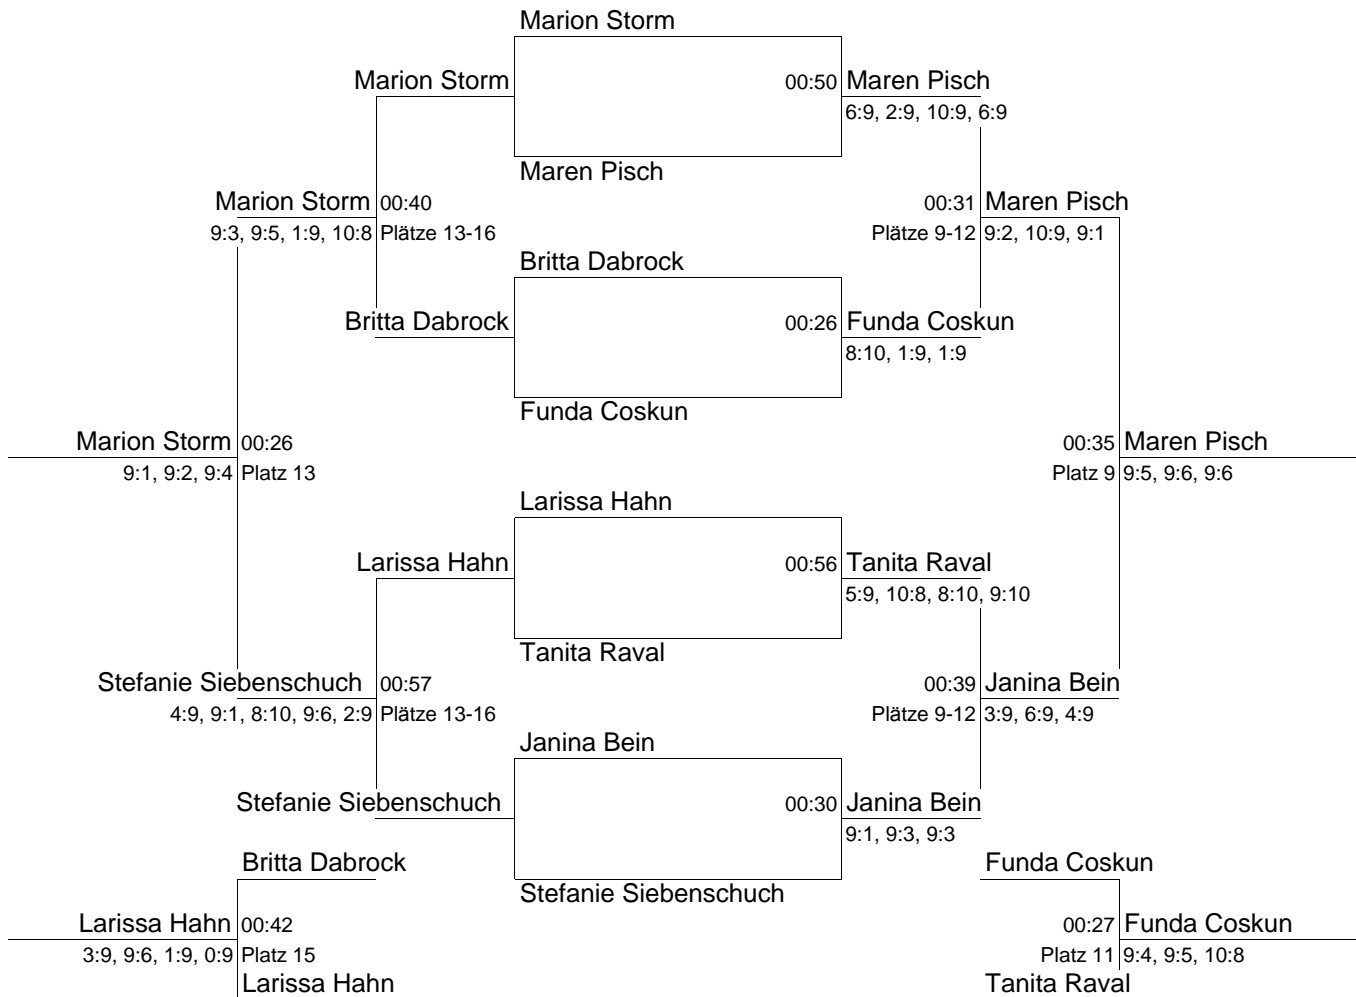 Marion Storm
Marion Storm 00:50 Maren Pisch
6:9, 2:9, 10:9, 6:9
Maren Pisch
Marion Storm 00:40 00:31 Maren Pisch
9:3, 9:5, 1:9, 10:8 Plätze 13-16 Plätze 9-12 9:2, 10:9, 9:1
Britta Dabrock
Britta Dabrock 00:26 Funda Coskun
8:10, 1:9, 1:9
Funda Coskun
Marion Storm 00:26 00:35 Maren Pisch
9:1, 9:2, 9:4 Platz 13 Platz 9 9:5, 9:6, 9:6
Larissa Hahn
Larissa Hahn 00:56 Tanita Raval
5:9, 10:8, 8:10, 9:10
Tanita Raval
Stefanie Siebenschuch 00:57 00:39 Janina Bein
4:9, 9:1, 8:10, 9:6, 2:9 Plätze 13-16 Plätze 9-12 3:9, 6:9, 4:9
Janina Bein
Stefanie Siebenschuch 00:30 Janina Bein
9:1, 9:3, 9:3
Britta Dabrock Funda Coskun
Stefanie Siebenschuch
Larissa Hahn 00:42 00:27 Funda Coskun
3:9, 9:6, 1:9, 0:9 Platz 15 Platz 11 9:4, 9:5, 10:8
Larissa Hahn Tanita Raval